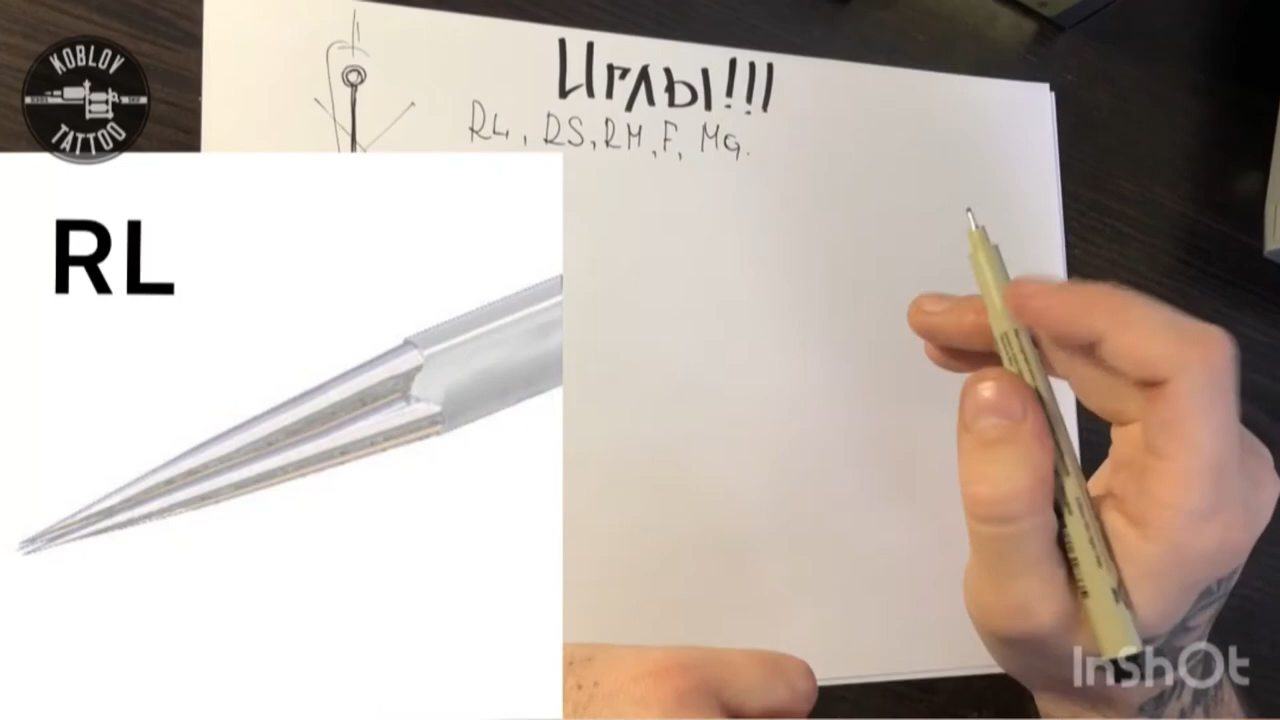 KOBLOV
TATTOO
Иглы!!!
RL, RS, RM, F, Mg.
RL
InShOt